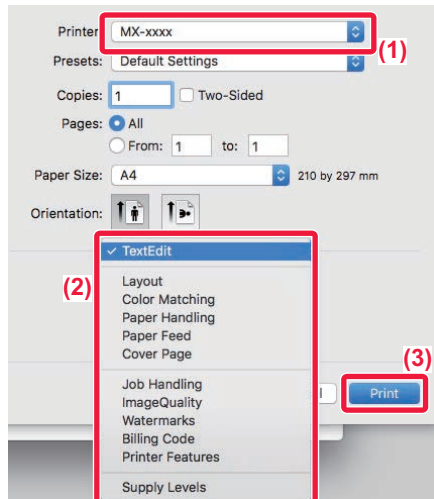 Printer: MX-xxxx
(1)
Presets: Default Settings
Copies: 1 Two-Sided
Pages: All
From: 1 to: 1
Paper Size: A4 210 by 297 mm
Orientation:
(2)
✓ TextEdit
Layout
Color Matching
Paper Handling
Paper Feed
Cover Page
Job Handling
ImageQuality
Watermarks
Billing Code
Printer Features
Supply Levels
(3)
l Print